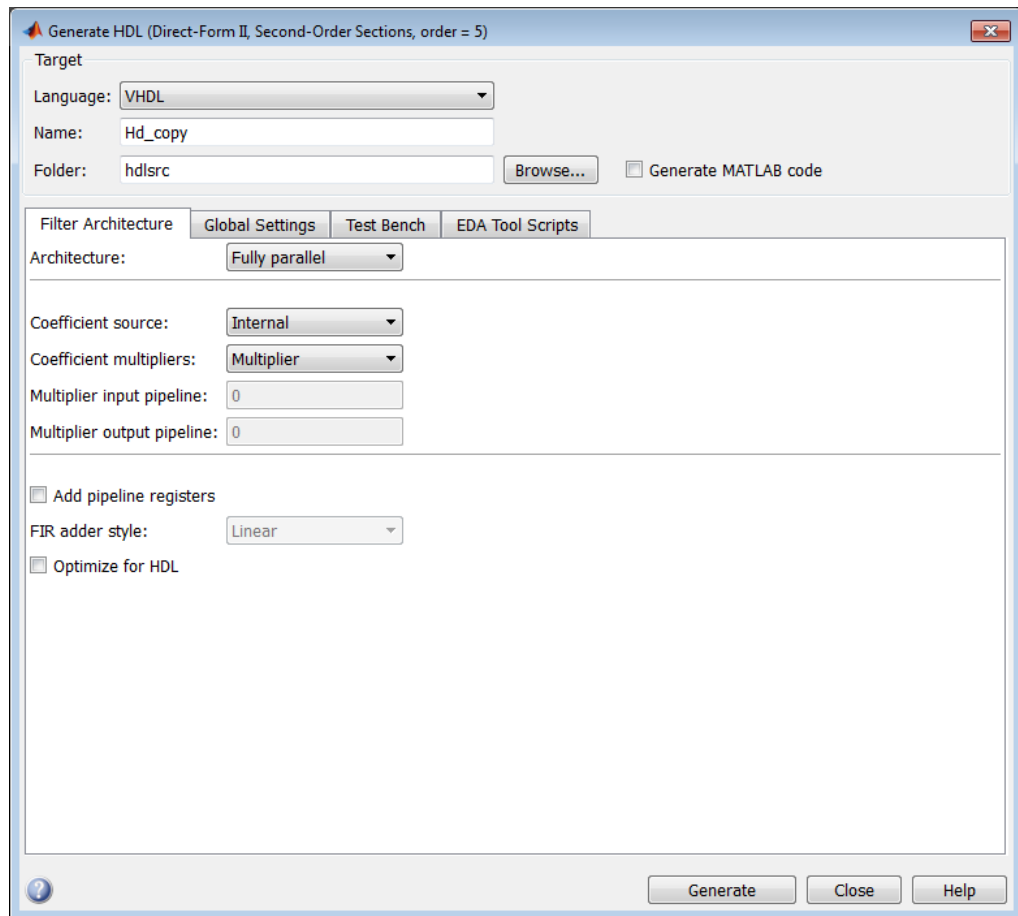 Generate HDL (Direct-Form II, Second-Order Sections, order = 5)
Target
Language: VHDL
Name: Hd_copy
Folder: hdlsrc Browse... Generate MATLAB code
Filter Architecture Global Settings Test Bench EDA Tool Scripts
Architecture: Fully parallel
Coefficient source: Internal
Coefficient multipliers: Multiplier
Multiplier input pipeline: 0
Multiplier output pipeline: 0
Add pipeline registers
FIR adder style: Linear
Optimize for HDL
? Generate Close Help